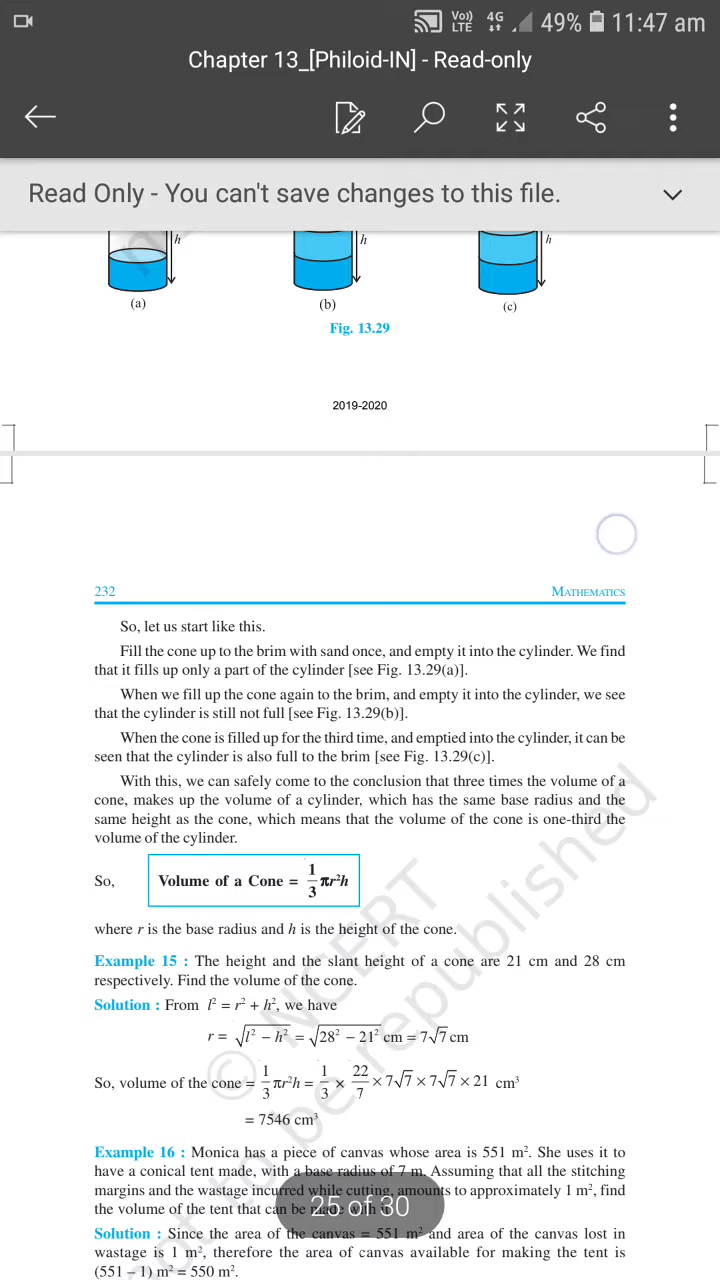 Vo)) LTE 4G 49% 11:47 am
Chapter 13_[Philoid-IN] - Read-only
Read Only - You can't save changes to this file.
h h h
(a) (b) (c)
Fig. 13.29
2019-2020
232 MATHEMATICS
So, let us start like this.
Fill the cone up to the brim with sand once, and empty it into the cylinder. We find
that it fills up only a part of the cylinder [see Fig. 13.29(a)].
When we fill up the cone again to the brim, and empty it into the cylinder, we see
that the cylinder is still not full [see Fig. 13.29(b)].
When the cone is filled up for the third time, and emptied into the cylinder, it can be
seen that the cylinder is also full to the brim [see Fig. 13.29(c)].
With this, we can safely come to the conclusion that three times the volume of a
cone, makes up the volume of a cylinder, which has the same base radius and the
same height as the cone, which means that the volume of the cone is one-third the
volume of the cylinder.
So, Volume of a Cone = 1/3 πr²h
where r is the base radius and h is the height of the cone.
Example 15 : The height and the slant height of a cone are 21 cm and 28 cm
respectively. Find the volume of the cone.
Solution : From l² = r² + h², we have
r = √(l² – h²) = √(28² – 21²) cm = 7√7 cm
So, volume of the cone = 1/3 πr²h = 1/3 × 22/7 × 7√7 × 7√7 × 21 cm³
= 7546 cm³
Example 16 : Monica has a piece of canvas whose area is 551 m². She uses it to
have a conical tent made, with a base radius of 7 m. Assuming that all the stitching
margins and the wastage incurred while cutting, amounts to approximately 1 m², find
the volume of the tent that can be made with it.
25 of 30
Solution : Since the area of the canvas = 551 m² and area of the canvas lost in
wastage is 1 m², therefore the area of canvas available for making the tent is
(551 – 1) m² = 550 m².
© NCERT
not to be republished